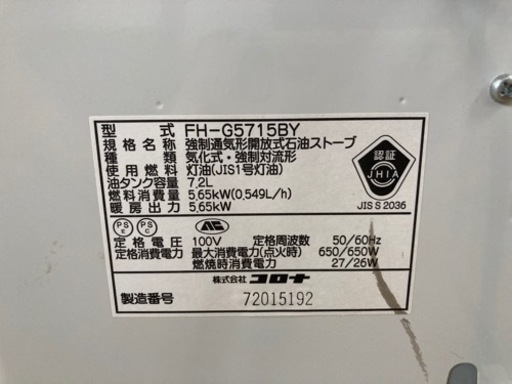 型式 FH-G5715BY
規格名称 強制通気形開放式石油ストーブ
種類 気化式・強制対流形
使用燃料 灯油(JIS1号灯油)
油タンク容量 7.2L
燃料消費量 5.65kW(0.549L/h)
暖房出力 5.65kW
認証
JHIA
JIS S 2036
PS E
PS C
定格電圧 100V 定格周波数 50/60Hz
定格消費電力 最大消費電力(点火時) 650/650W
燃焼時消費電力 27/26W
株式会社 コロナ
製造番号 72015192